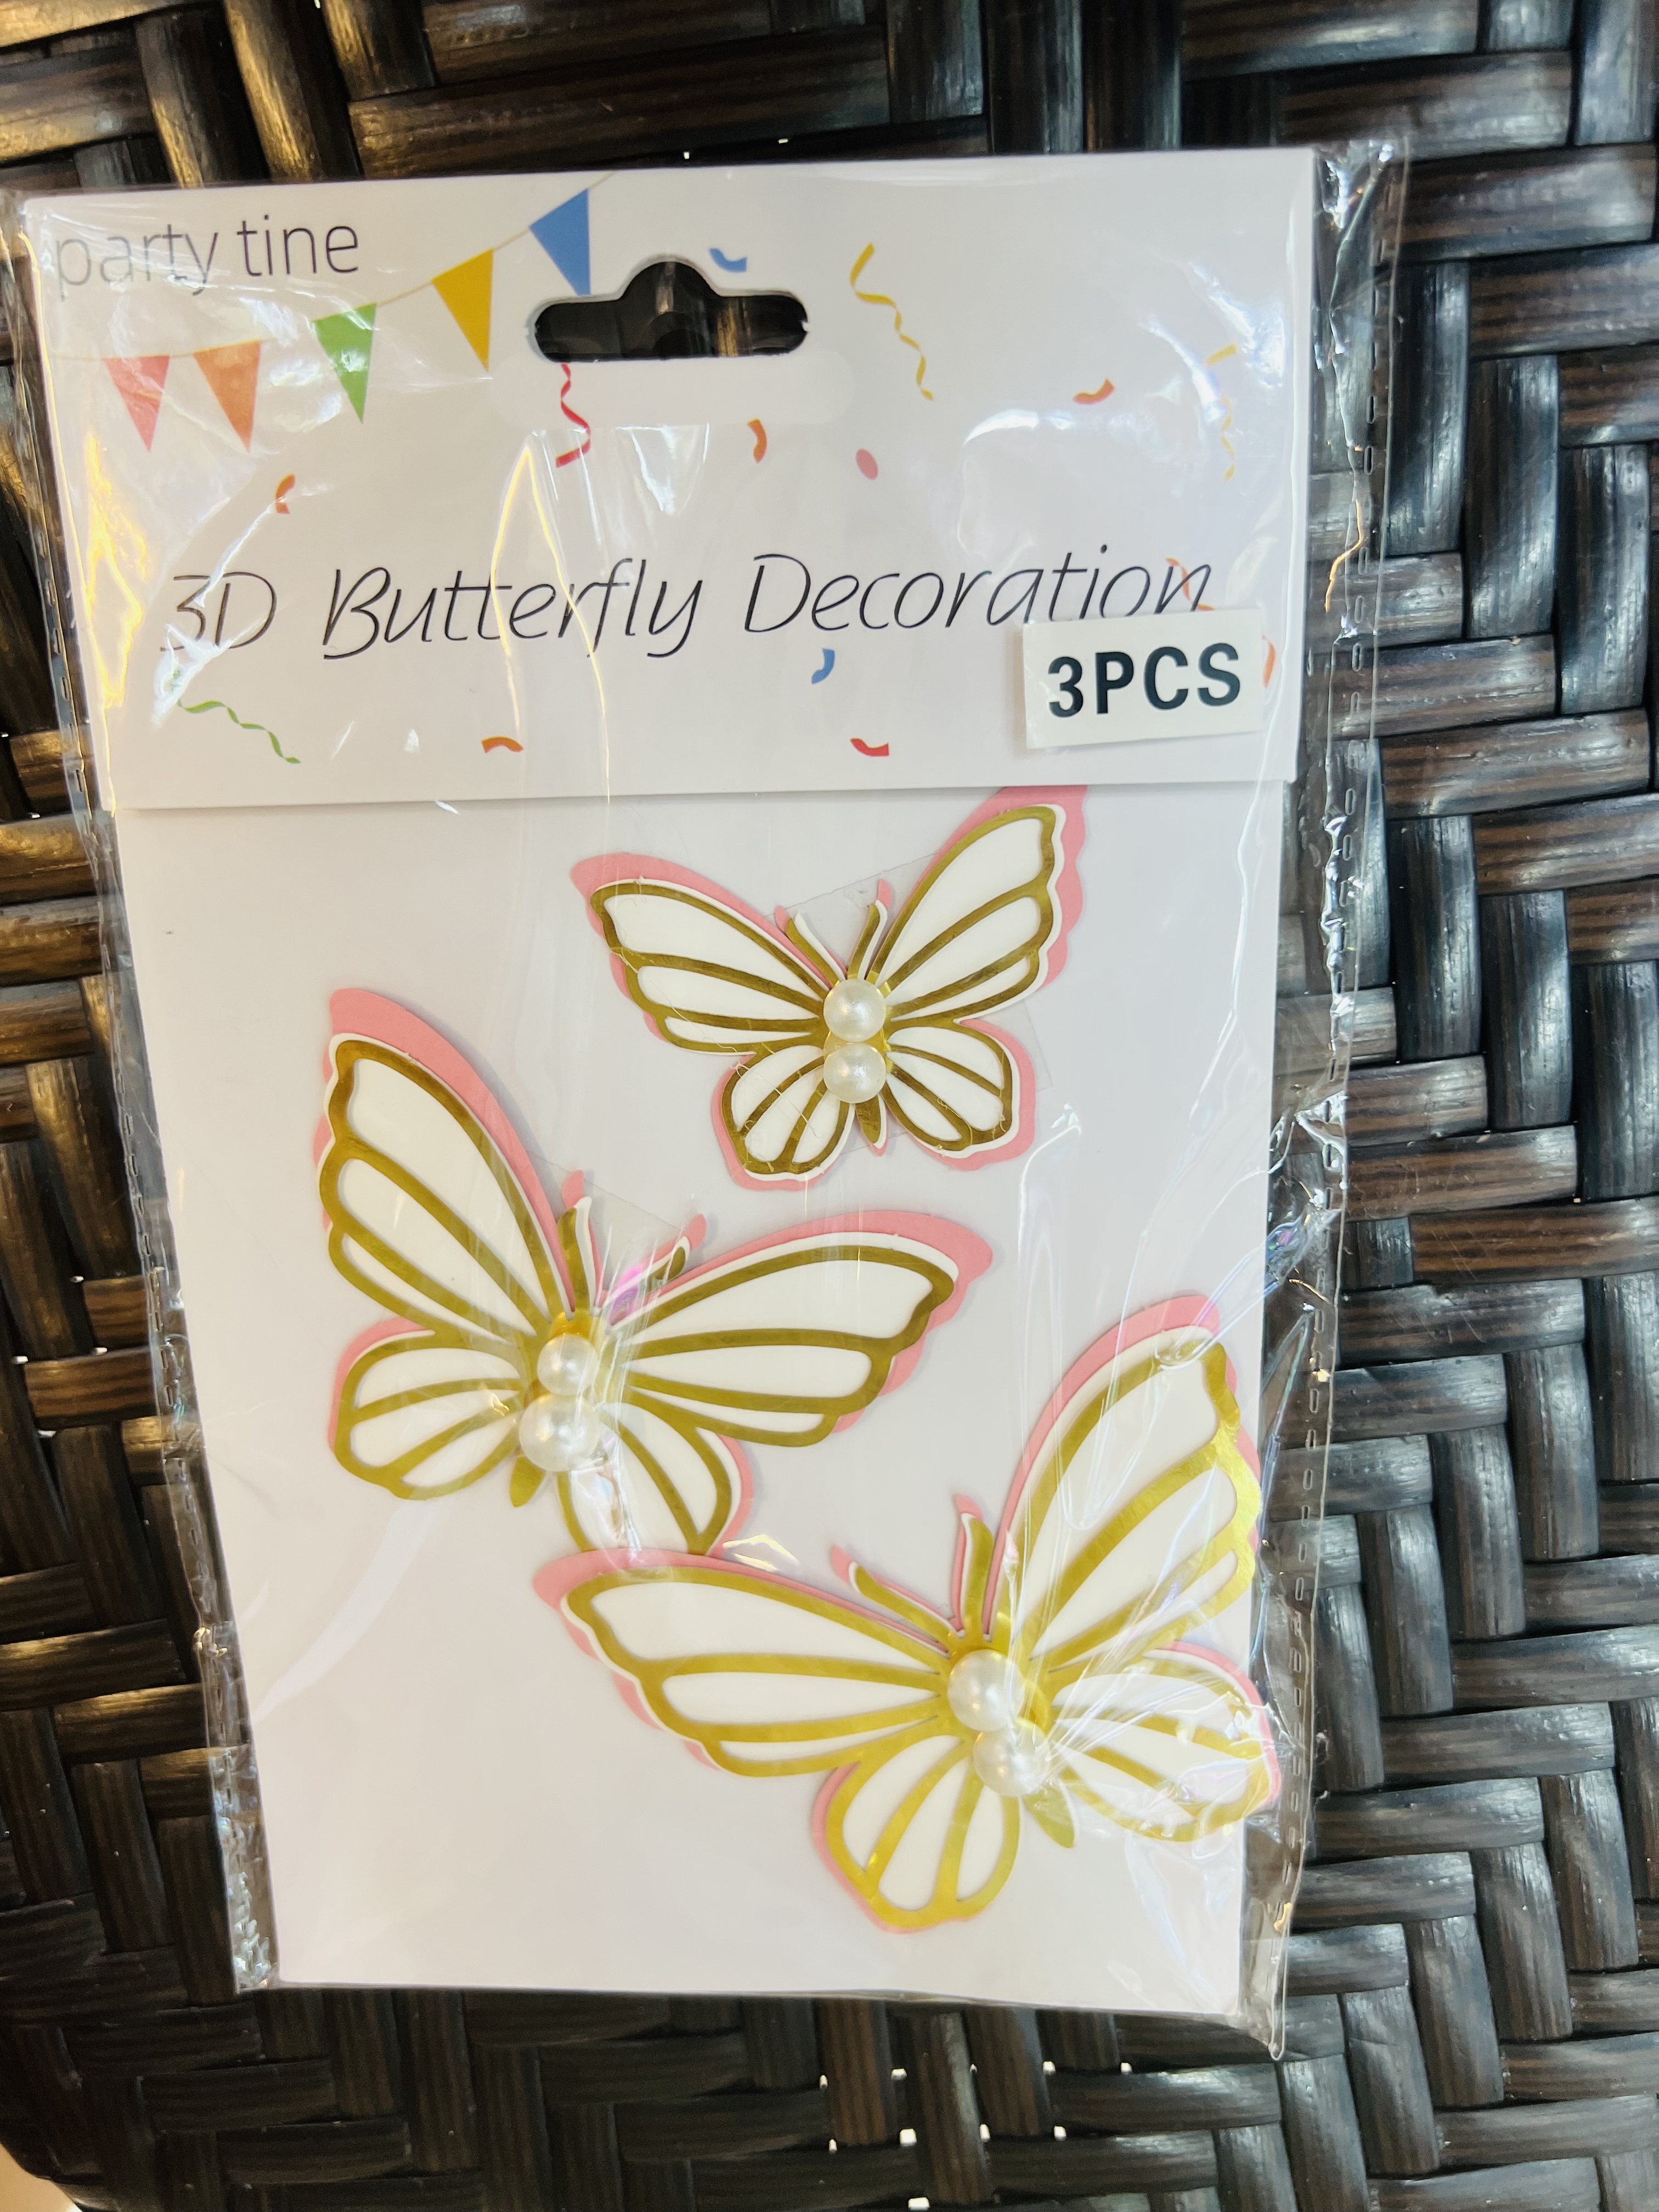 party tine
3D Butterfly Decoration
3PCS